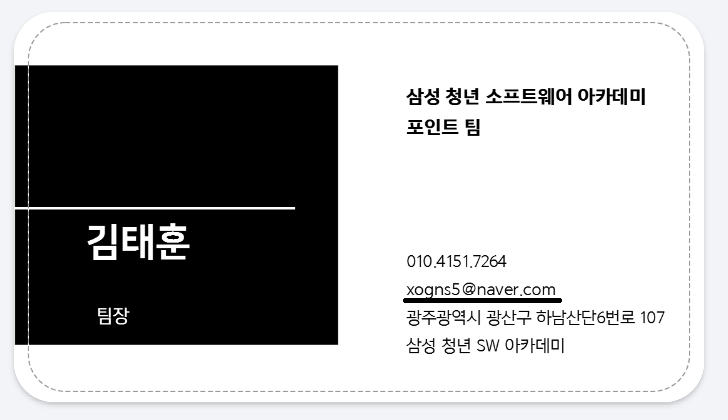 김태훈
팀장
삼성 청년 소프트웨어 아카데미
포인트 팀
010.4151.7264
xogns5@naver.com
광주광역시 광산구 하남산단6번로 107
삼성 청년 SW 아카데미